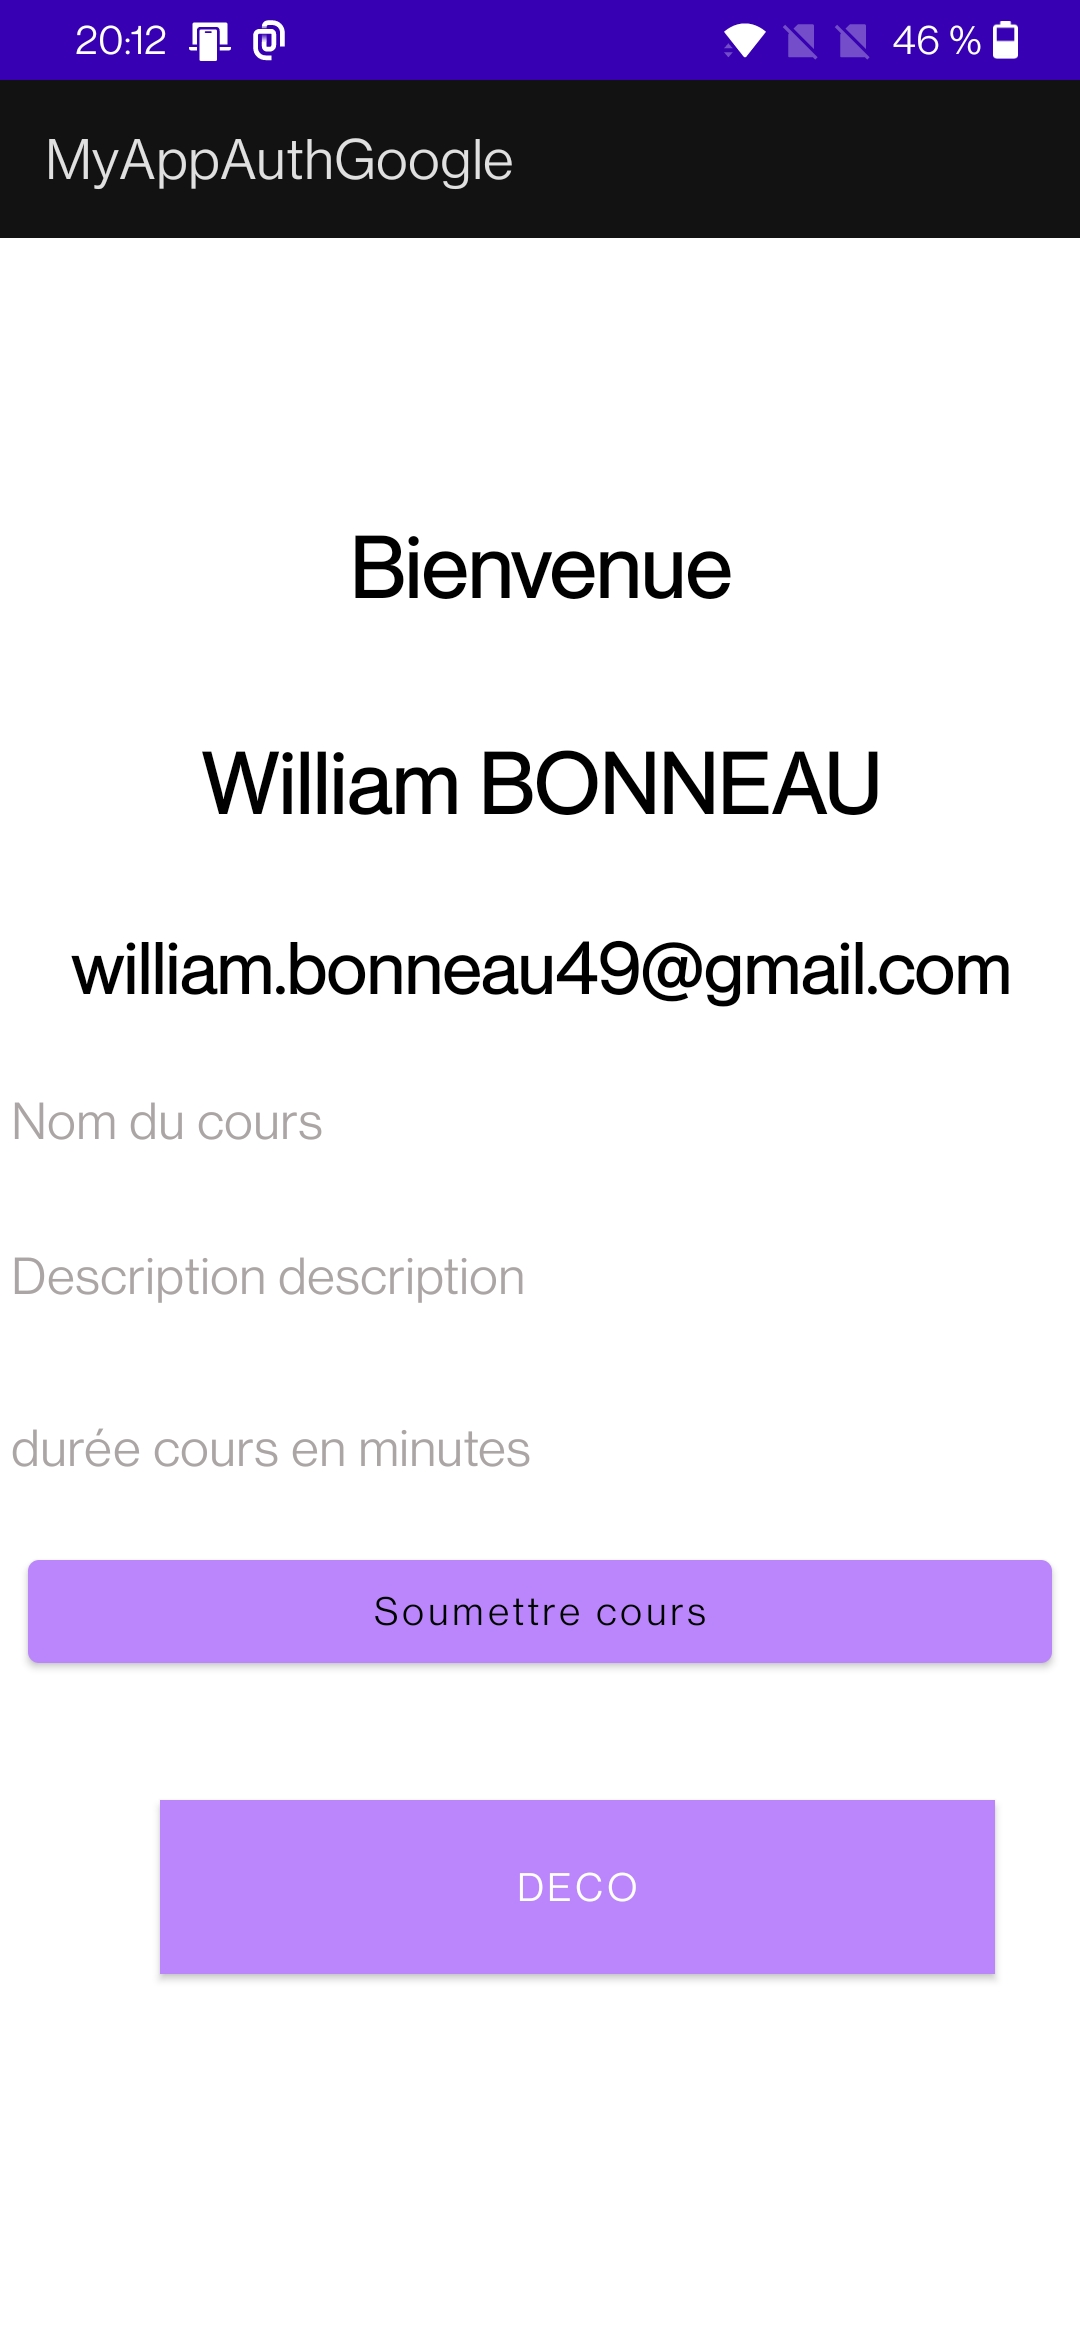 20:12 46 %
MyAppAuthGoogle
Bienvenue
William BONNEAU
william.bonneau49@gmail.com
Nom du cours
Description description
durée cours en minutes
Soumettre cours
DECO